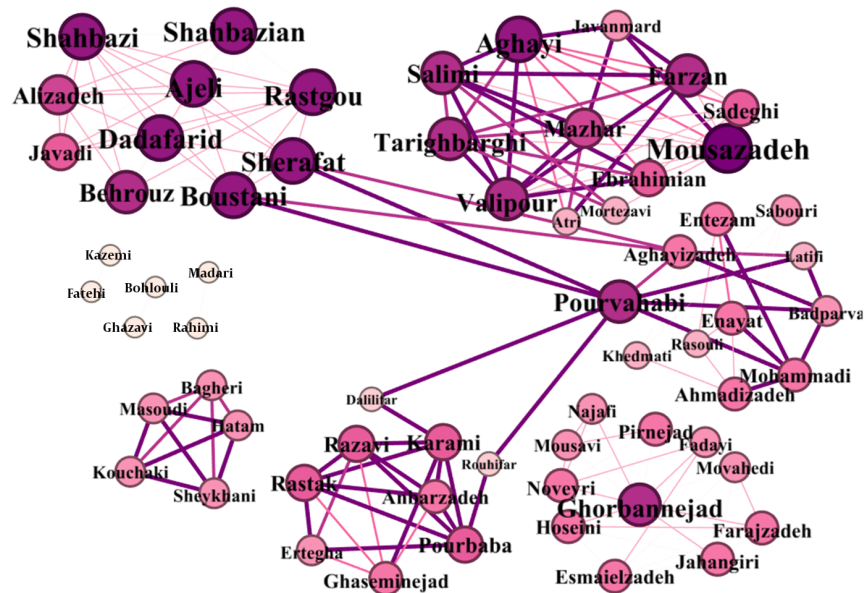 Shahbazi
Shahbazian
Alizadeh
Ajeli
Rastgou
Javadi
Dadafarid
Sherafat
Behrouz
Boustani
Aghayi
Javanmard
Salimi
Farzan
Sadeghi
Tarighbarghi
Mazhar
Mousazadeh
Ebrahimian
Valipour
Mortezavi
Atri
Sabouri
Entezam
Aghayizadeh
Latifi
Pourvahabi
Badparva
Enayat
Rasouli
Khedmati
Mohammadi
Ahmadizadeh
Kazemi
Madari
Fatehi
Bohlouli
Ghazavi
Rahimi
Bagheri
Masoudi
Hatam
Kouchaki
Sheykhani
Dalilifar
Razavi
Karami
Rouhifar
Rastak
Anbarzadeh
Pourbaba
Ertegha
Ghaseminejad
Najafi
Pirnejad
Mousavi
Fadayi
Movahedi
Noveyri
Ghorbannejad
Hoseini
Farajzadeh
Jahangiri
Esmaielzadeh